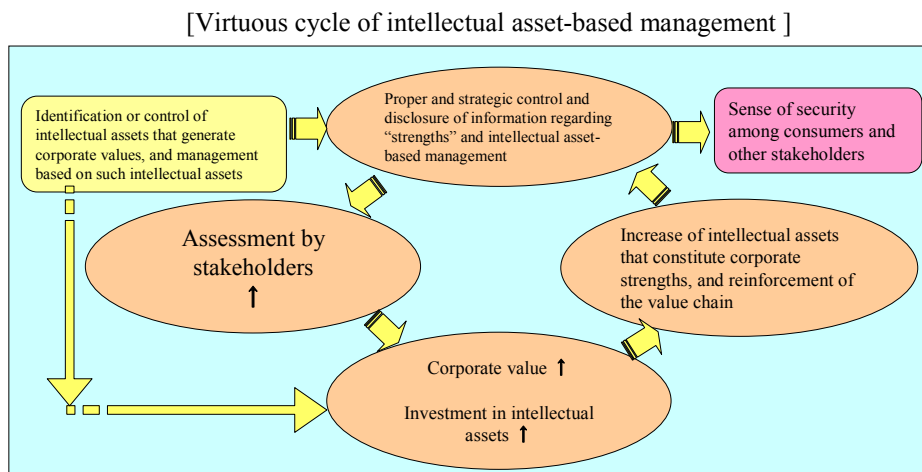 [Virtuous cycle of intellectual asset-based management ]
Identification or control of
intellectual assets that generate
corporate values, and management
based on such intellectual assets
Proper and strategic control and
disclosure of information regarding
“strengths” and intellectual asset-
based management
Sense of security
among consumers and
other stakeholders
Assessment by
stakeholders
↑
Increase of intellectual assets
that constitute corporate
strengths, and reinforcement of
the value chain
Corporate value ↑
Investment in intellectual
assets ↑